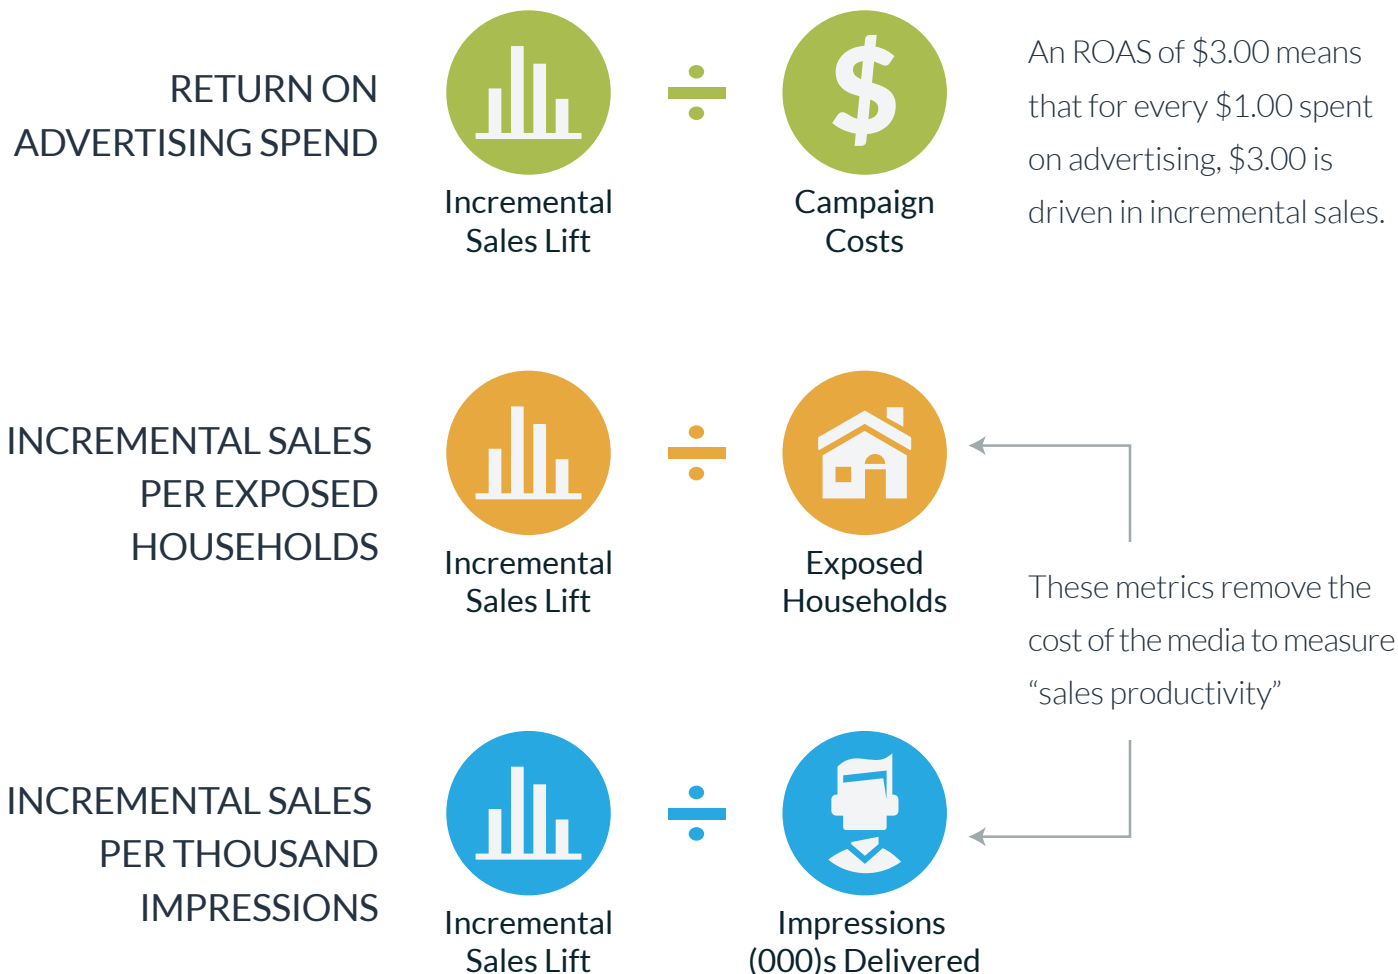 RETURN ON
ADVERTISING SPEND
Incremental
Sales Lift
Campaign
Costs
An ROAS of $3.00 means
that for every $1.00 spent
on advertising, $3.00 is
driven in incremental sales.
INCREMENTAL SALES
PER EXPOSED
HOUSEHOLDS
Incremental
Sales Lift
Exposed
Households
These metrics remove the
cost of the media to measure
“sales productivity”
INCREMENTAL SALES
PER THOUSAND
IMPRESSIONS
Incremental
Sales Lift
Impressions
(000)s Delivered